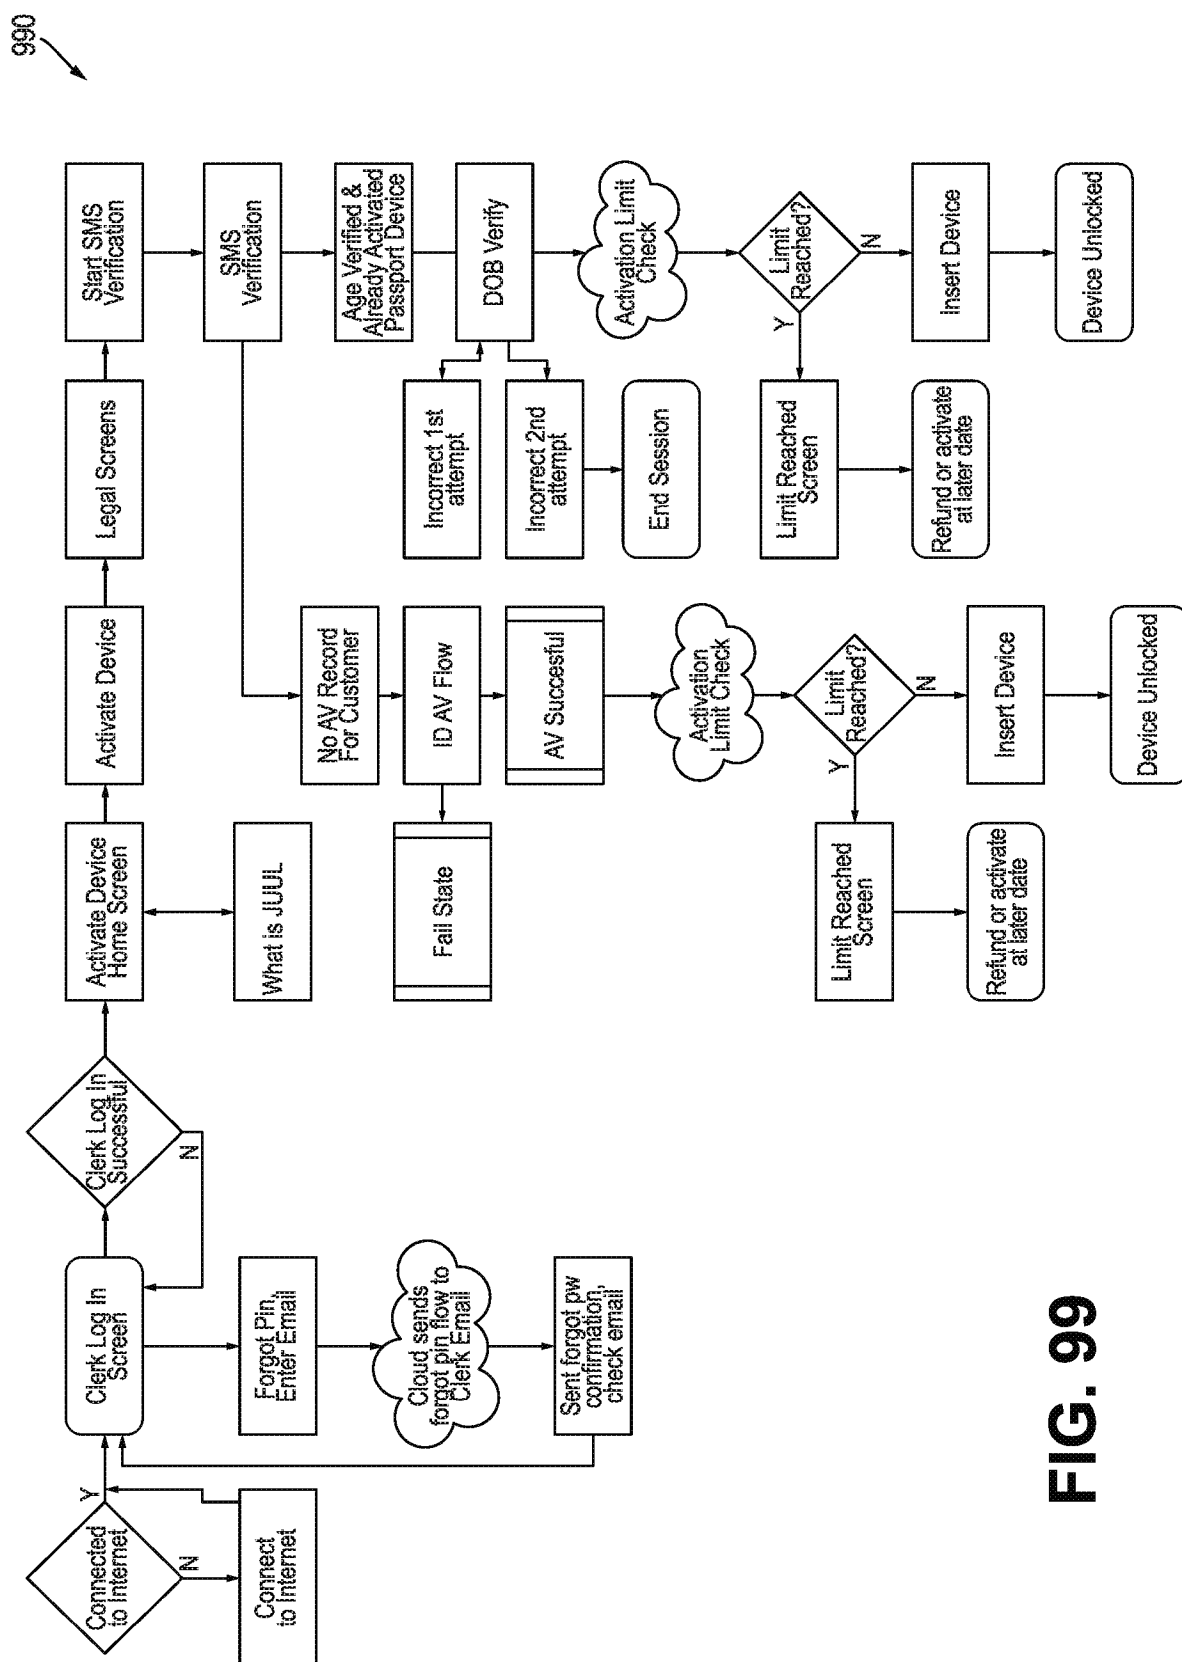 990
Connected
to Internet
Y
N
Connect
to Internet
Clerk Log In
Screen
Forgot Pin,
Enter Email
Cloud sends
forgot pin flow to
Clerk Email
Sent forgot pw
confirmation,
check email'
Clerk Log In
Successful
N
Activate Device
Home Screen
What is JUUL
Activate Device
Legal Screens
Start SMS
Verification
SMS
Verification
No AV Record
For Customer
ID AV Flow
Fail State
AV Succesful
Activation
Limit Check
Limit
Reached?
Y
N
Limit Reached
Screen
Refund or activate
at later date
Insert Device
Device Unlocked
Age Verified &
Already Activated
Passport Device
DOB Verify
Incorrect 1st
attempt
Incorrect 2nd
attempt
End Session
Activation Limit
Check
Limit
Reached?
Y
N
Limit Reached
Screen
Refund or activate
at later date
Insert Device
Device Unlocked
FIG. 99